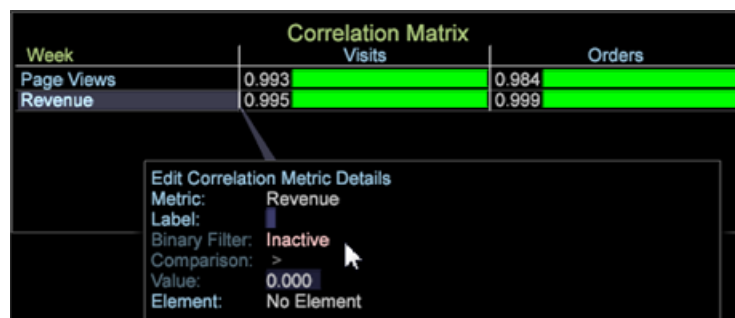 Correlation Matrix
Week Visits Orders
Page Views 0.993 0.984
Revenue 0.995 0.999
Edit Correlation Metric Details
Metric: Revenue
Label:
Binary Filter: Inactive
Comparison: >
Value: 0.000
Element: No Element